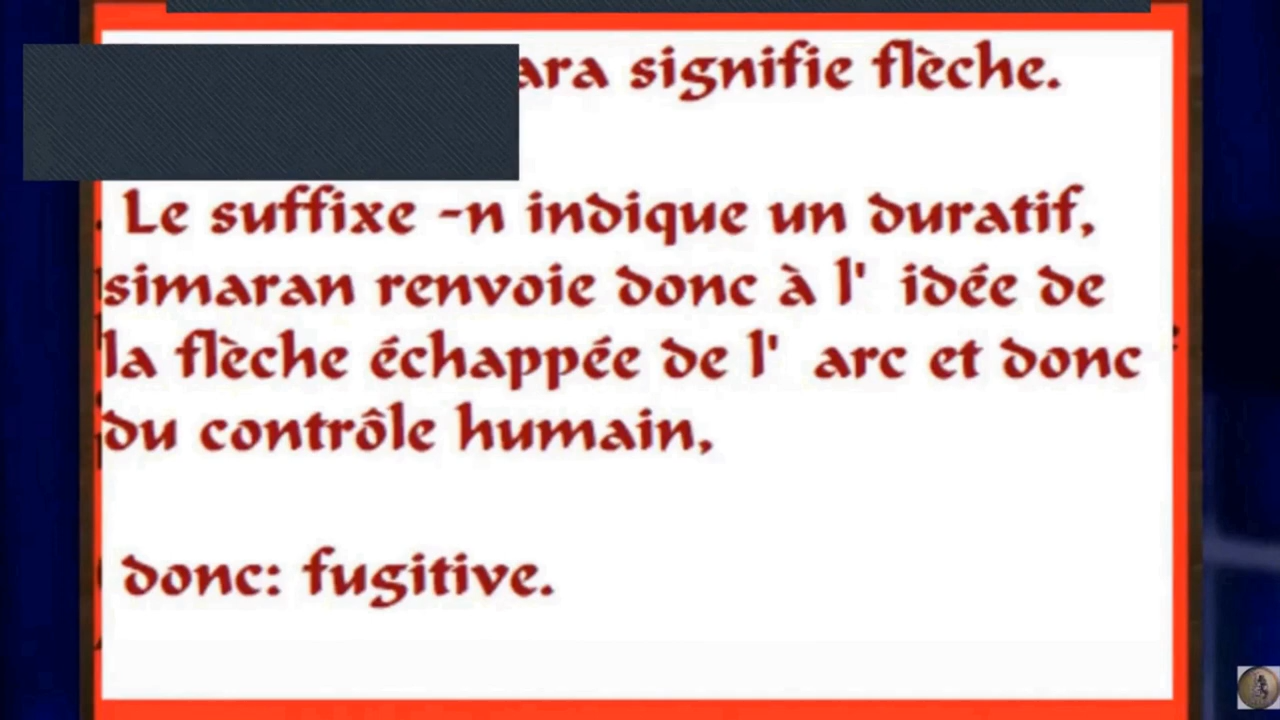 signifie flèche.
Le suffixe -n indique un duratif,
simaran renvoie donc à l' idée de
la flèche échappée de l' arc et donc
du contrôle humain,
donc: fugitive.